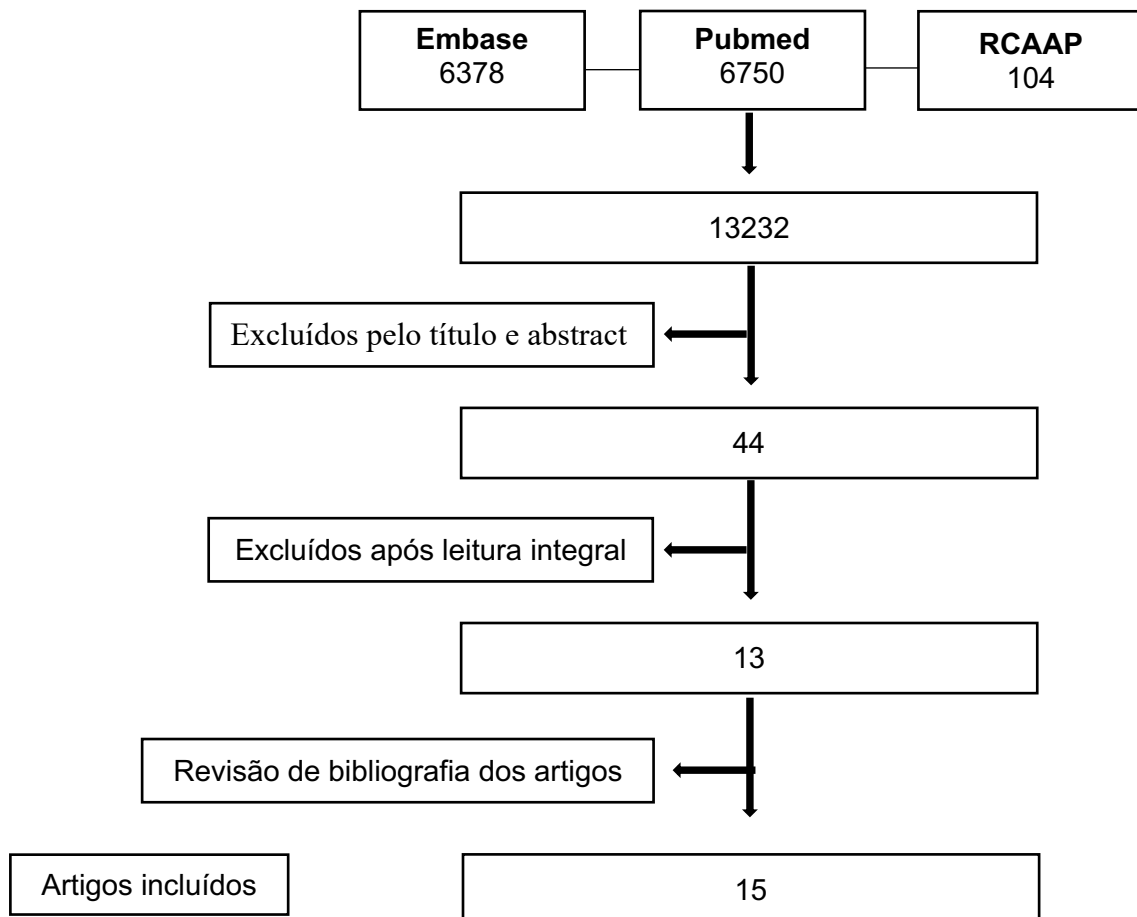 Embase
6378
Pubmed
6750
RCAAP
104
13232
Excluídos pelo título e abstract
44
Excluídos após leitura integral
13
Revisão de bibliografia dos artigos
Artigos incluídos
15